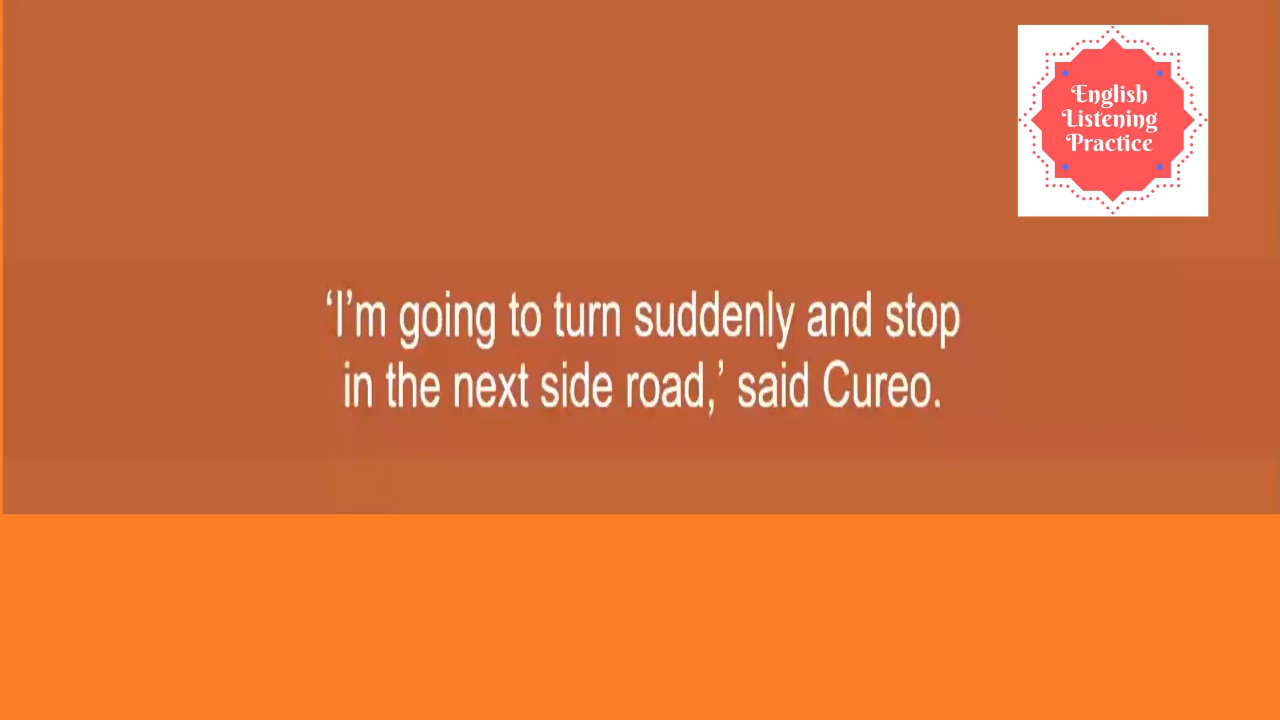 English
Listening
Practice
‘I’m going to turn suddenly and stop
in the next side road,’ said Cureo.